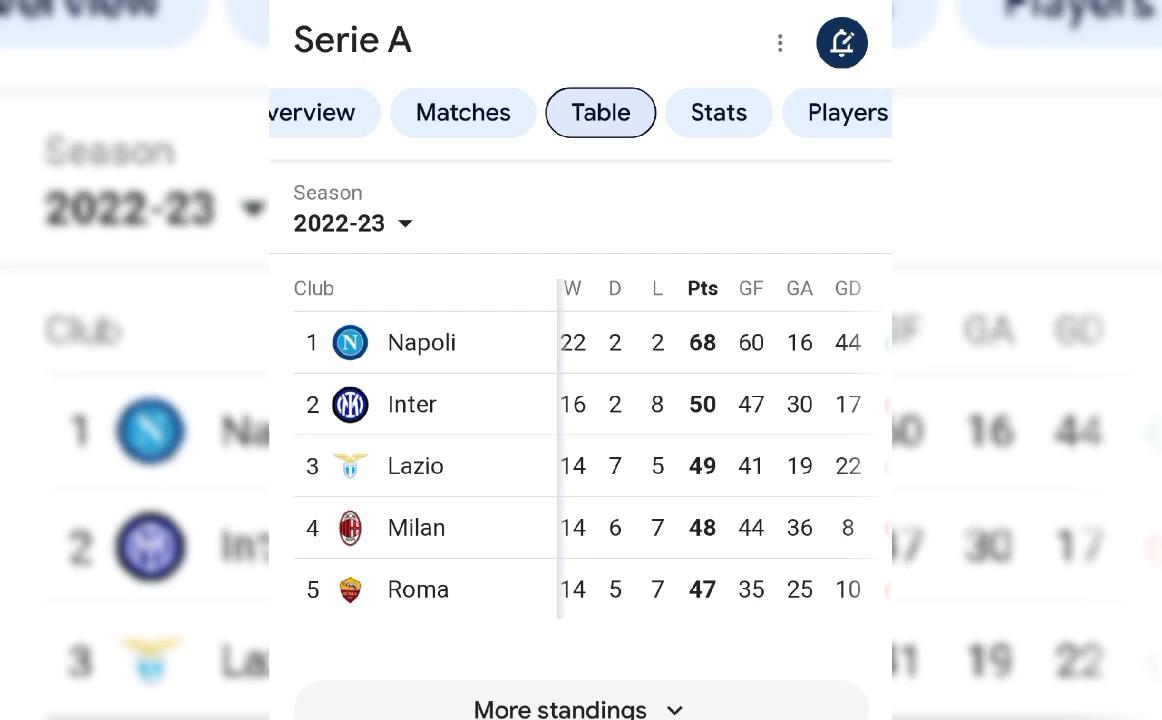 Serie A
verview Matches Table Stats Players
Season
2022-23
Club W D L Pts GF GA GD
1 Napoli 22 2 2 68 60 16 44
2 Inter 16 2 8 50 47 30 17
3 Lazio 14 7 5 49 41 19 22
4 Milan 14 6 7 48 44 36 8
5 Roma 14 5 7 47 35 25 10
More standings